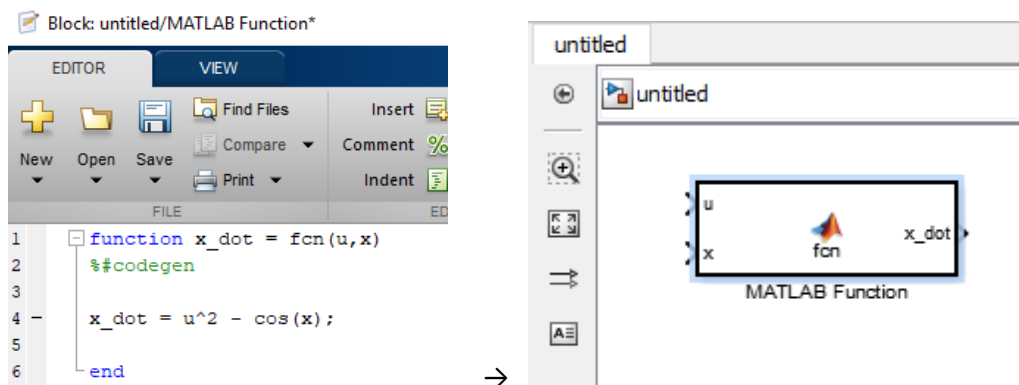 Block: untitled/MATLAB Function*
EDITOR VIEW
New
Open
Save
Find Files
Compare
Print
Insert
Comment
Indent
FILE
ED
1 function x_dot = fcn(u,x)
2 %#codegen
3
4 - x_dot = u^2 - cos(x);
5
6 end
→
untitled
untitled
u
x
fcn
x_dot
MATLAB Function